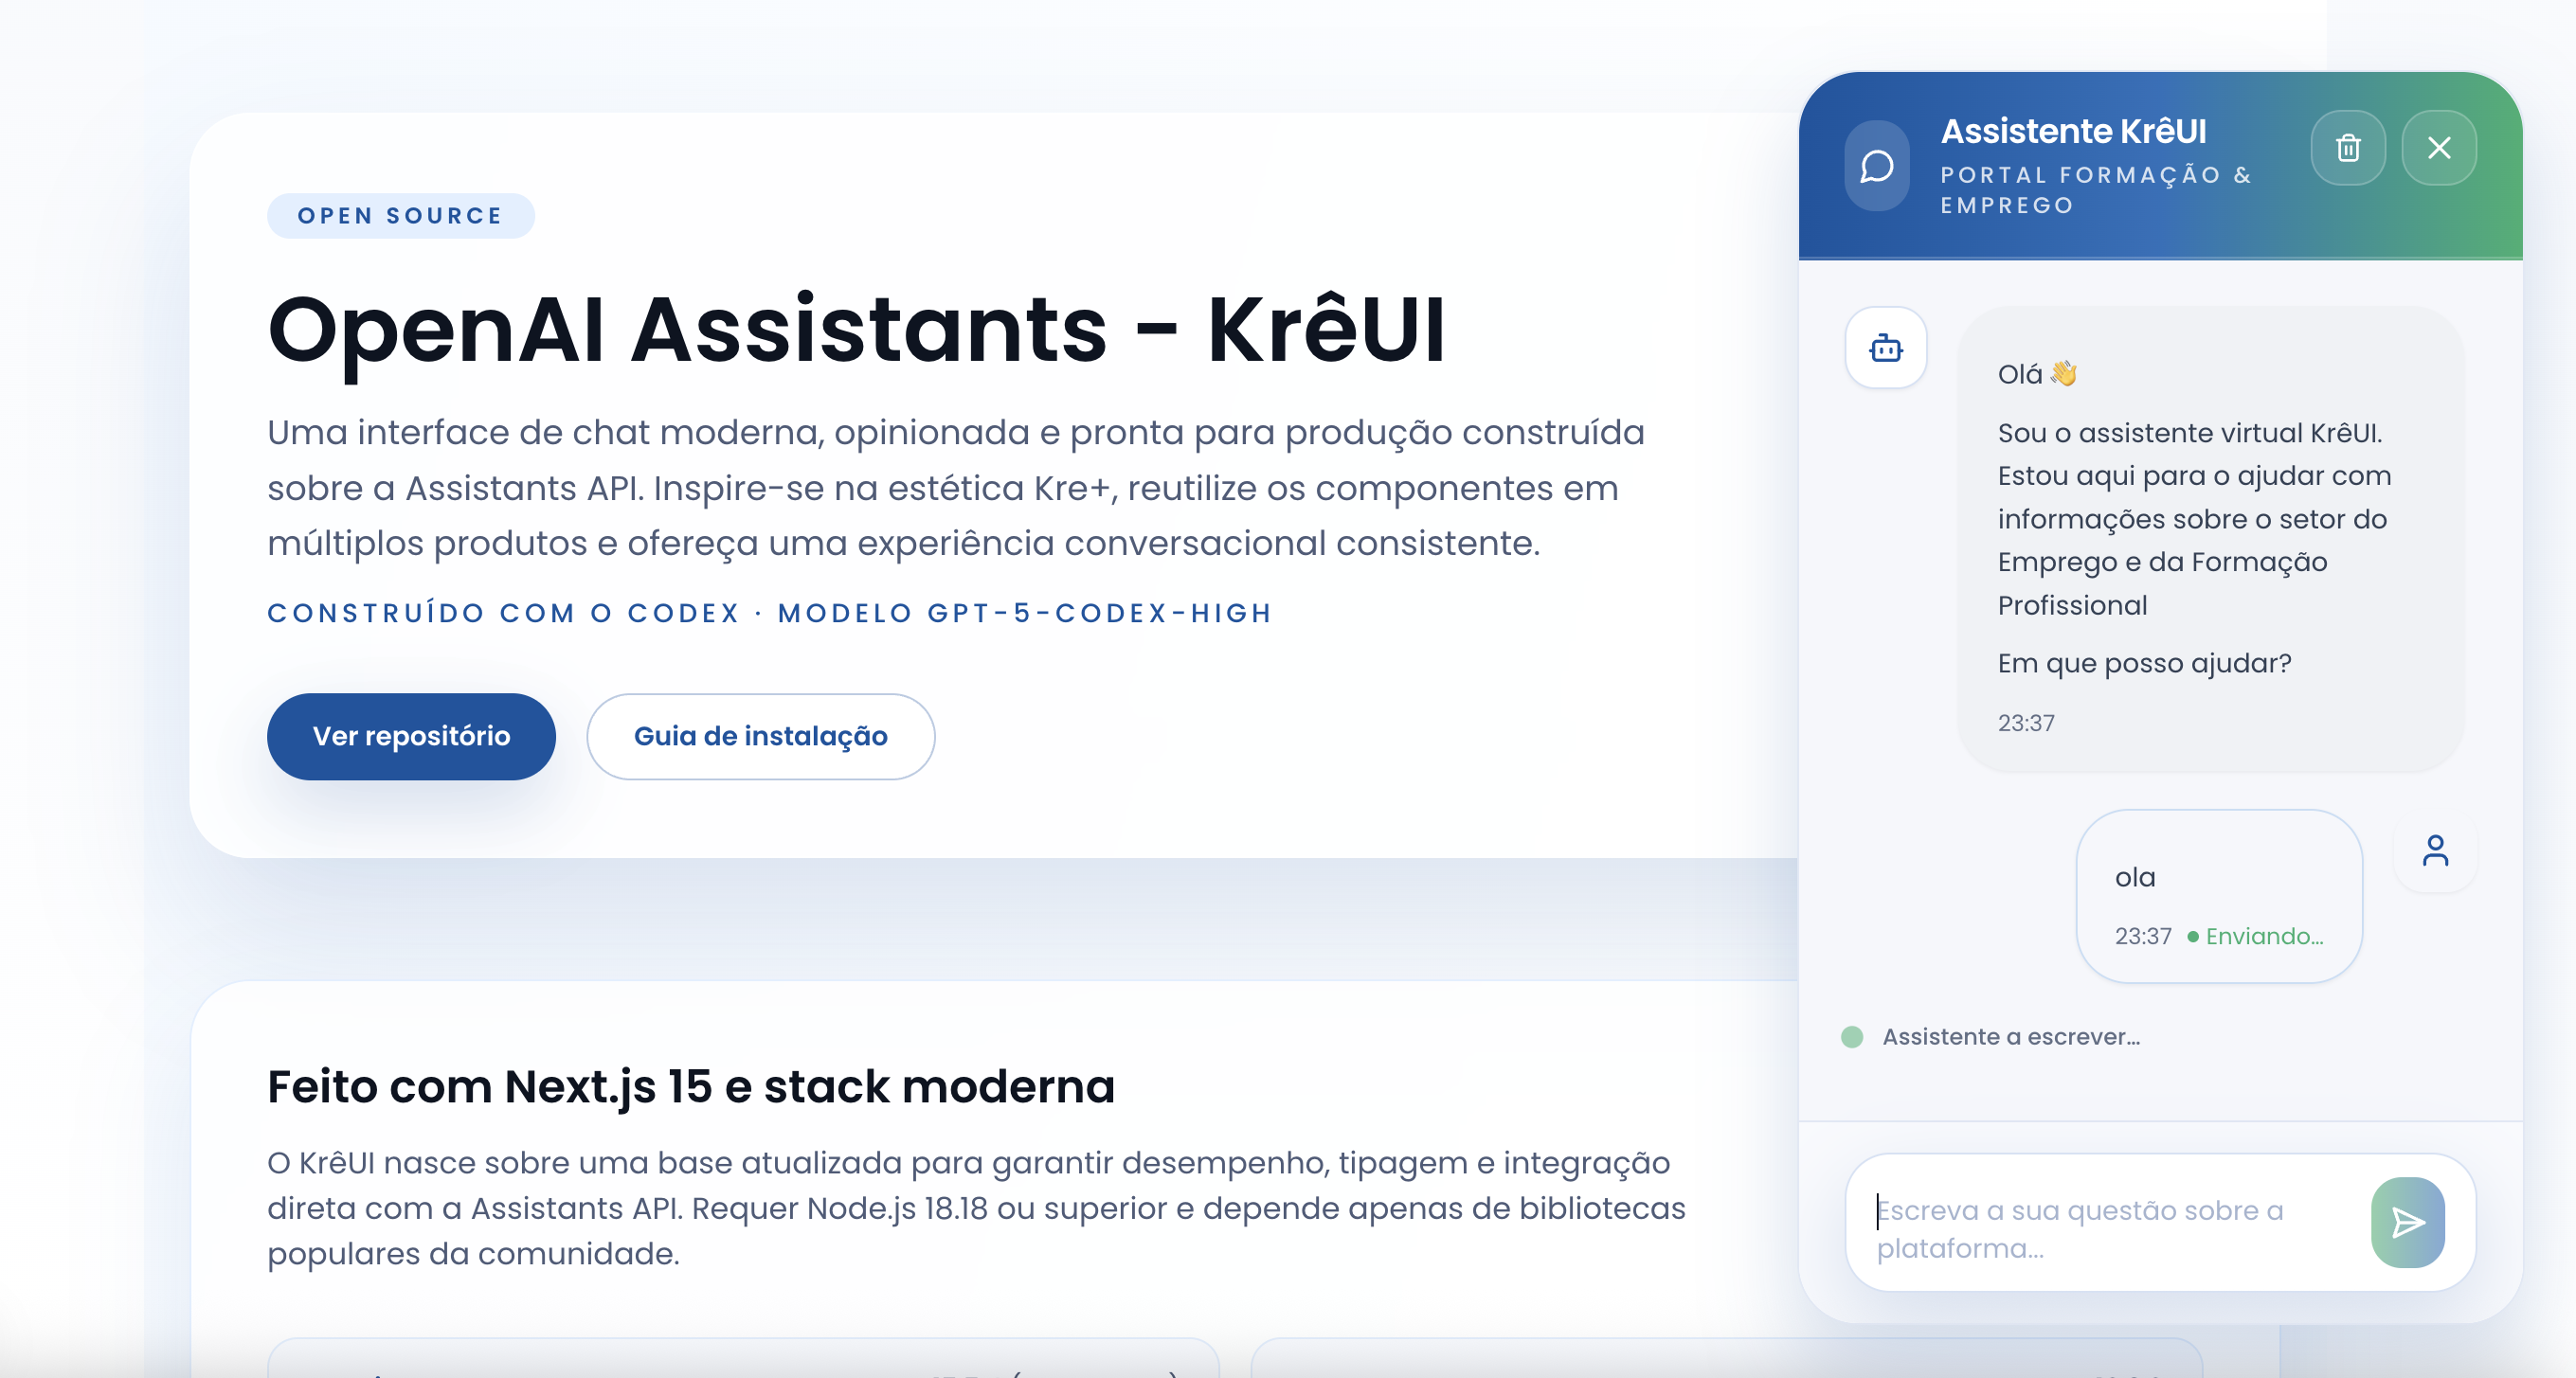 OPEN SOURCE
OpenAI Assistants - KrêUI
Uma interface de chat moderna, opinionada e pronta para produção construída
sobre a Assistants API. Inspire-se na estética Kre+, reutilize os componentes em
múltiplos produtos e ofereça uma experiência conversacional consistente.
CONSTRUÍDO COM O CODEX · MODELO GPT-5-CODEX-HIGH
Ver repositório
Guia de instalação
Feito com Next.js 15 e stack moderna
O KrêUI nasce sobre uma base atualizada para garantir desempenho, tipagem e integração
direta com a Assistants API. Requer Node.js 18.18 ou superior e depende apenas de bibliotecas
populares da comunidade.
Assistente KrêUI
PORTAL FORMAÇÃO &
EMPREGO
Olá 👋
Sou o assistente virtual KrêUI.
Estou aqui para o ajudar com
informações sobre o setor do
Emprego e da Formação
Profissional
Em que posso ajudar?
23:37
ola
23:37 • Enviando...
Assistente a escrever...
Escreva a sua questão sobre a
plataforma...